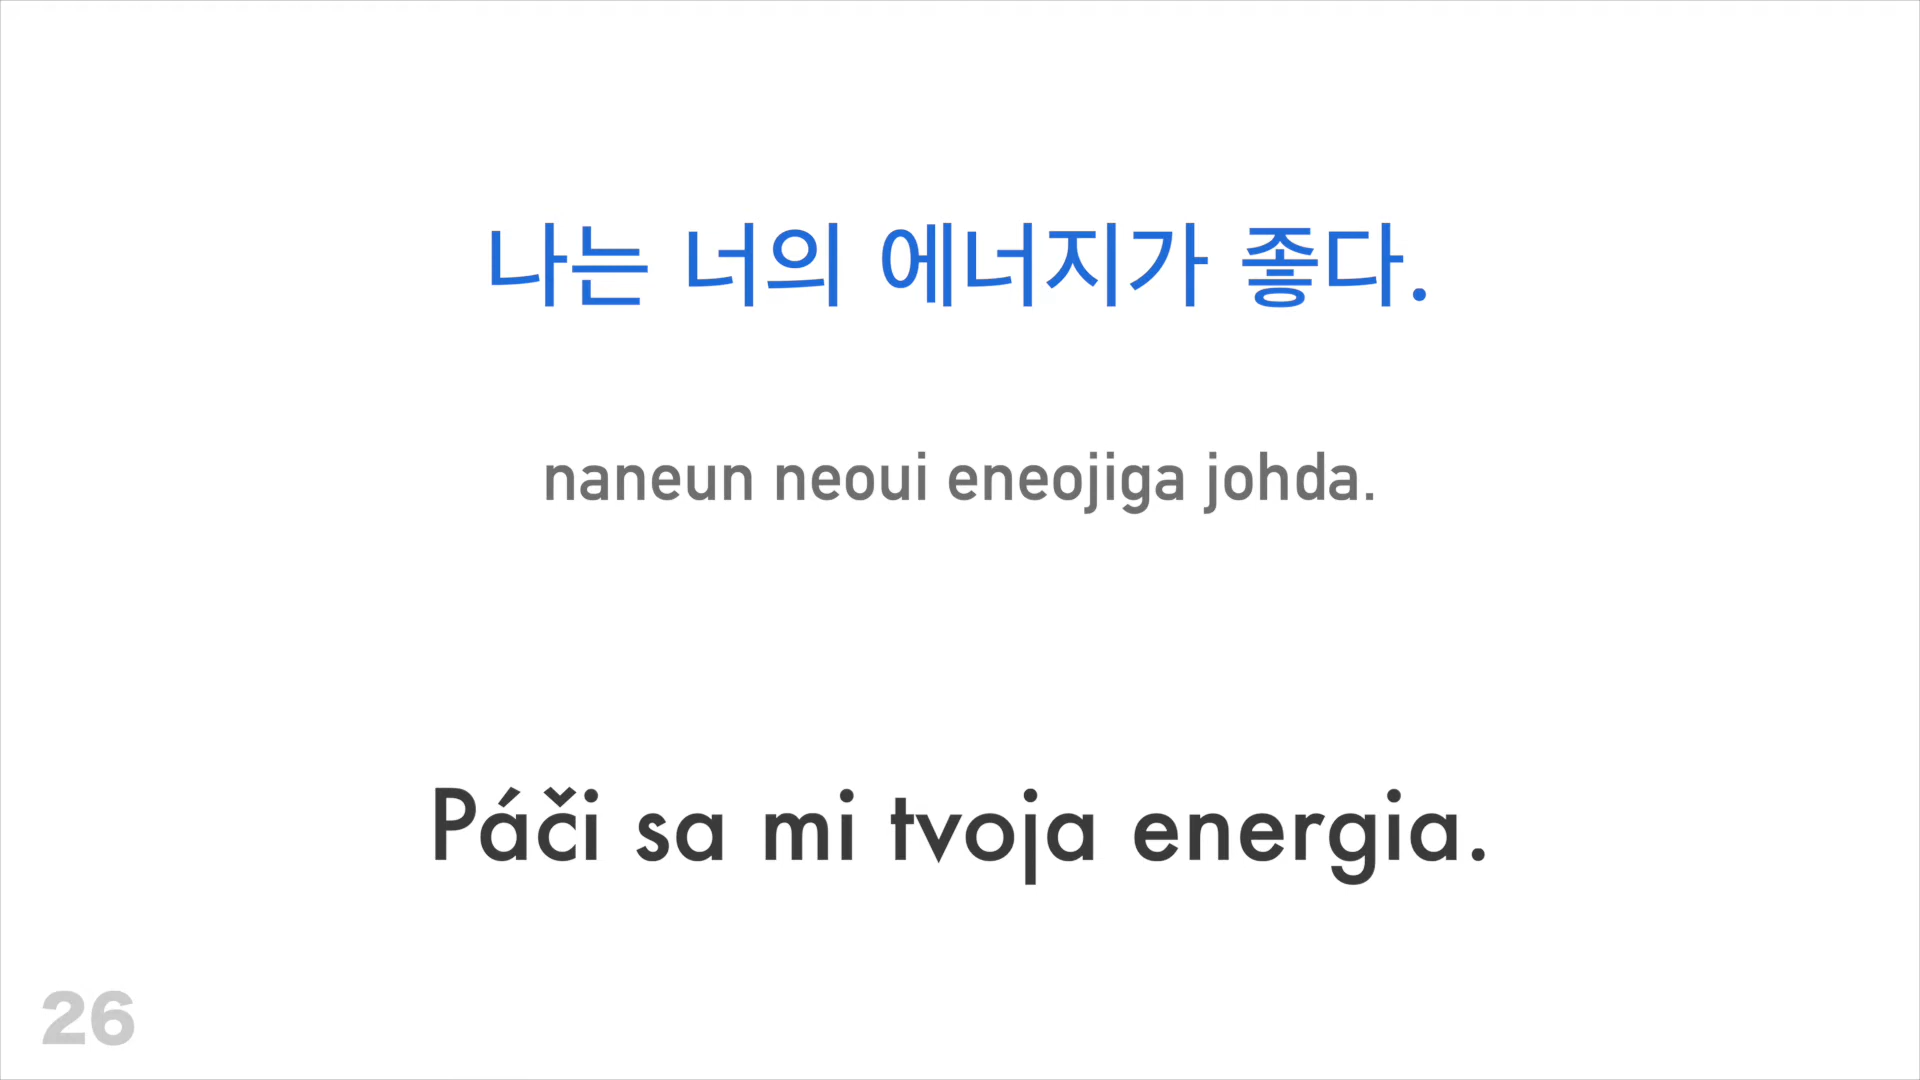 나는 너의 에너지가 좋다.
naneun neoui eneojiga johda.
Páči sa mi tvoja energia.
26